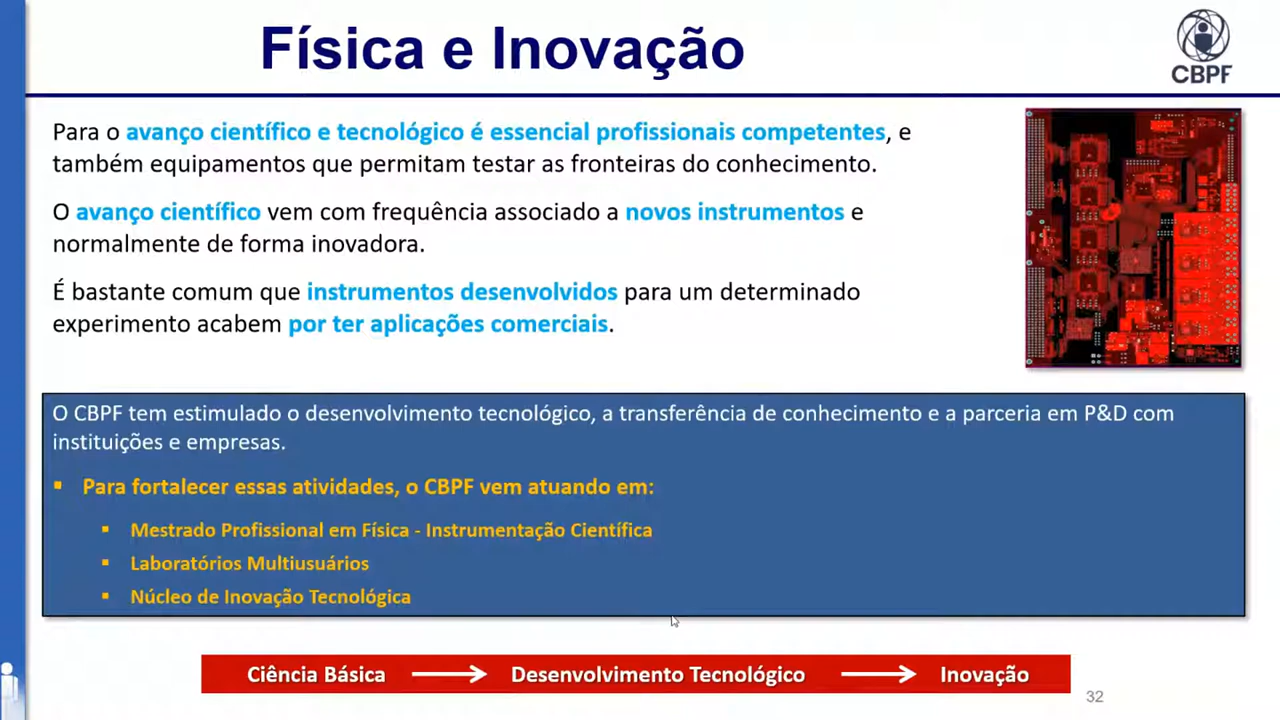 Física e Inovação
CBPF
Para o avanço científico e tecnológico é essencial profissionais competentes, e
também equipamentos que permitam testar as fronteiras do conhecimento.
O avanço científico vem com frequência associado a novos instrumentos e
normalmente de forma inovadora.
É bastante comum que instrumentos desenvolvidos para um determinado
experimento acabem por ter aplicações comerciais.
O CBPF tem estimulado o desenvolvimento tecnológico, a transferência de conhecimento e a parceria em P&D com
instituições e empresas.
▪ Para fortalecer essas atividades, o CBPF vem atuando em:
▪ Mestrado Profissional em Física - Instrumentação Científica
▪ Laboratórios Multiusuários
▪ Núcleo de Inovação Tecnológica
Ciência Básica → Desenvolvimento Tecnológico → Inovação
32